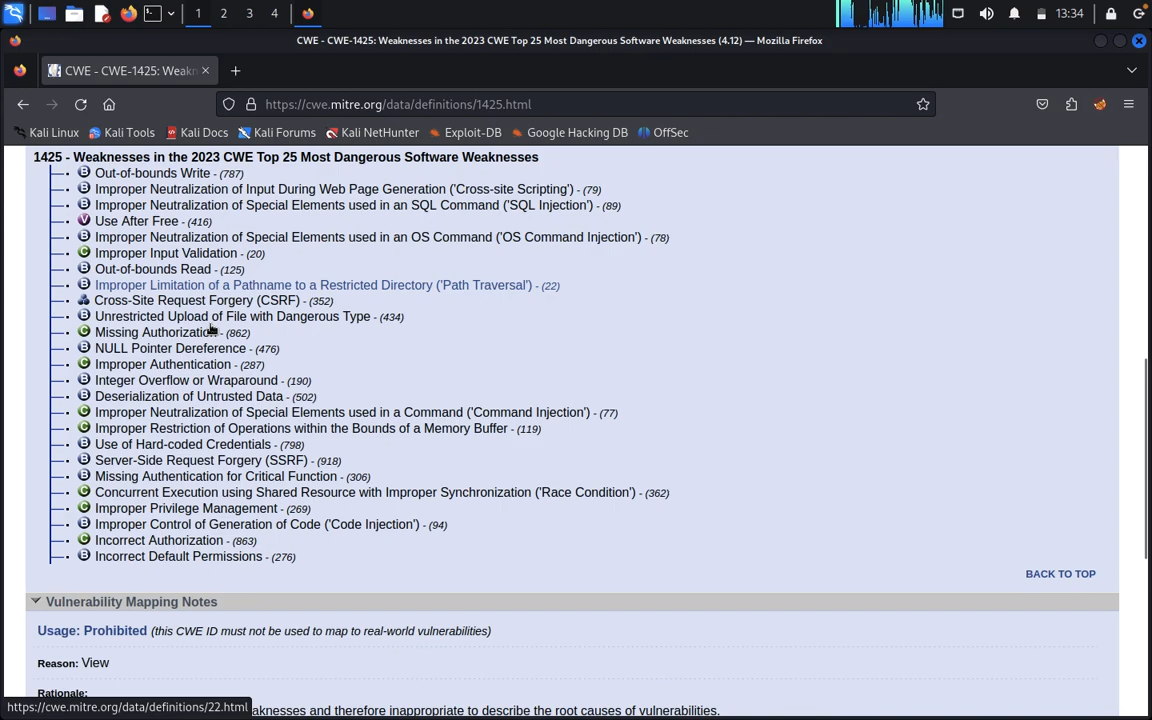 1 2 3 4 13:34
CWE - CWE-1425: Weaknesses in the 2023 CWE Top 25 Most Dangerous Software Weaknesses (4.12) — Mozilla Firefox
CWE - CWE-1425: Weakn
https://cwe.mitre.org/data/definitions/1425.html
Kali Linux Kali Tools Kali Docs Kali Forums Kali NetHunter Exploit-DB Google Hacking DB OffSec
1425 - Weaknesses in the 2023 CWE Top 25 Most Dangerous Software Weaknesses
B Out-of-bounds Write - (787)
B Improper Neutralization of Input During Web Page Generation ('Cross-site Scripting') - (79)
B Improper Neutralization of Special Elements used in an SQL Command ('SQL Injection') - (89)
V Use After Free - (416)
B Improper Neutralization of Special Elements used in an OS Command ('OS Command Injection') - (78)
C Improper Input Validation - (20)
B Out-of-bounds Read - (125)
B Improper Limitation of a Pathname to a Restricted Directory ('Path Traversal') - (22)
Cross-Site Request Forgery (CSRF) - (352)
B Unrestricted Upload of File with Dangerous Type - (434)
C Missing Authorization - (862)
B NULL Pointer Dereference - (476)
C Improper Authentication - (287)
B Integer Overflow or Wraparound - (190)
B Deserialization of Untrusted Data - (502)
C Improper Neutralization of Special Elements used in a Command ('Command Injection') - (77)
C Improper Restriction of Operations within the Bounds of a Memory Buffer - (119)
B Use of Hard-coded Credentials - (798)
B Server-Side Request Forgery (SSRF) - (918)
B Missing Authentication for Critical Function - (306)
C Concurrent Execution using Shared Resource with Improper Synchronization ('Race Condition') - (362)
C Improper Privilege Management - (269)
B Improper Control of Generation of Code ('Code Injection') - (94)
C Incorrect Authorization - (863)
B Incorrect Default Permissions - (276)
BACK TO TOP
Vulnerability Mapping Notes
Usage: Prohibited (this CWE ID must not be used to map to real-world vulnerabilities)
Reason: View
Rationale:
https://cwe.mitre.org/data/definitions/22.html
aknesses and therefore inappropriate to describe the root causes of vulnerabilities.